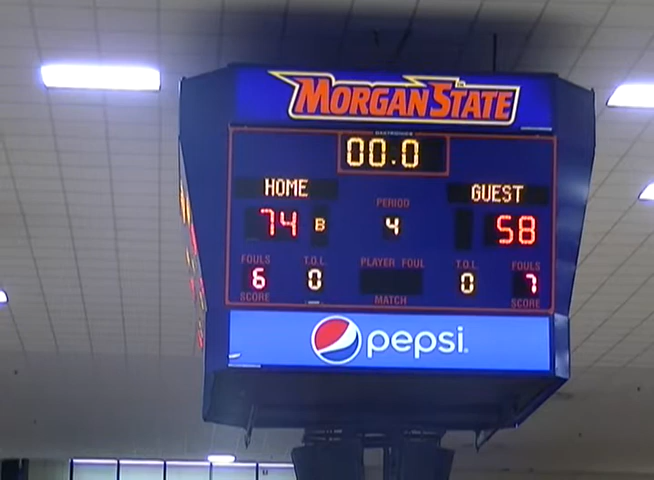 MORGAN STATE
DAKTRONICS
00.0
HOME
GUEST
PERIOD
74 B 4 58
FOULS T.O.L. PLAYER FOUL T.O.L. FOULS
6 0 0 7
SCORE MATCH SCORE
pepsi